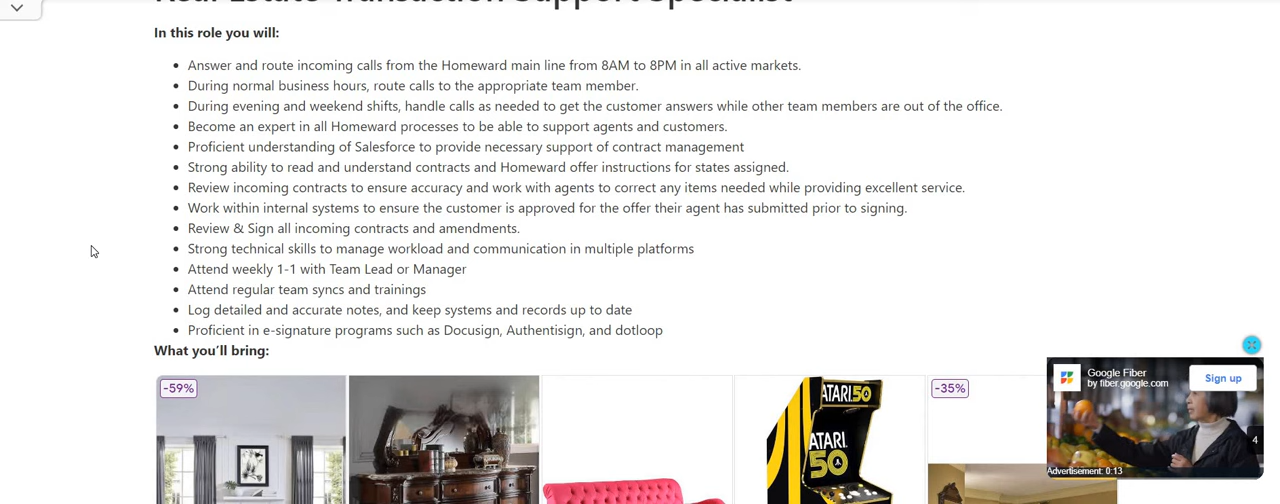 Real Estate Transaction Support Specialist
In this role you will:
Answer and route incoming calls from the Homeward main line from 8AM to 8PM in all active markets.
During normal business hours, route calls to the appropriate team member.
During evening and weekend shifts, handle calls as needed to get the customer answers while other team members are out of the office.
Become an expert in all Homeward processes to be able to support agents and customers.
Proficient understanding of Salesforce to provide necessary support of contract management
Strong ability to read and understand contracts and Homeward offer instructions for states assigned.
Review incoming contracts to ensure accuracy and work with agents to correct any items needed while providing excellent service.
Work within internal systems to ensure the customer is approved for the offer their agent has submitted prior to signing.
Review & Sign all incoming contracts and amendments.
Strong technical skills to manage workload and communication in multiple platforms
Attend weekly 1-1 with Team Lead or Manager
Attend regular team syncs and trainings
Log detailed and accurate notes, and keep systems and records up to date
Proficient in e-signature programs such as Docusign, Authentisign, and dotloop
What you’ll bring:
-59%
ATARI 50
ATARI
50
-35%
Google Fiber
by fiber.google.com
Sign up
4
Advertisement: 0:13